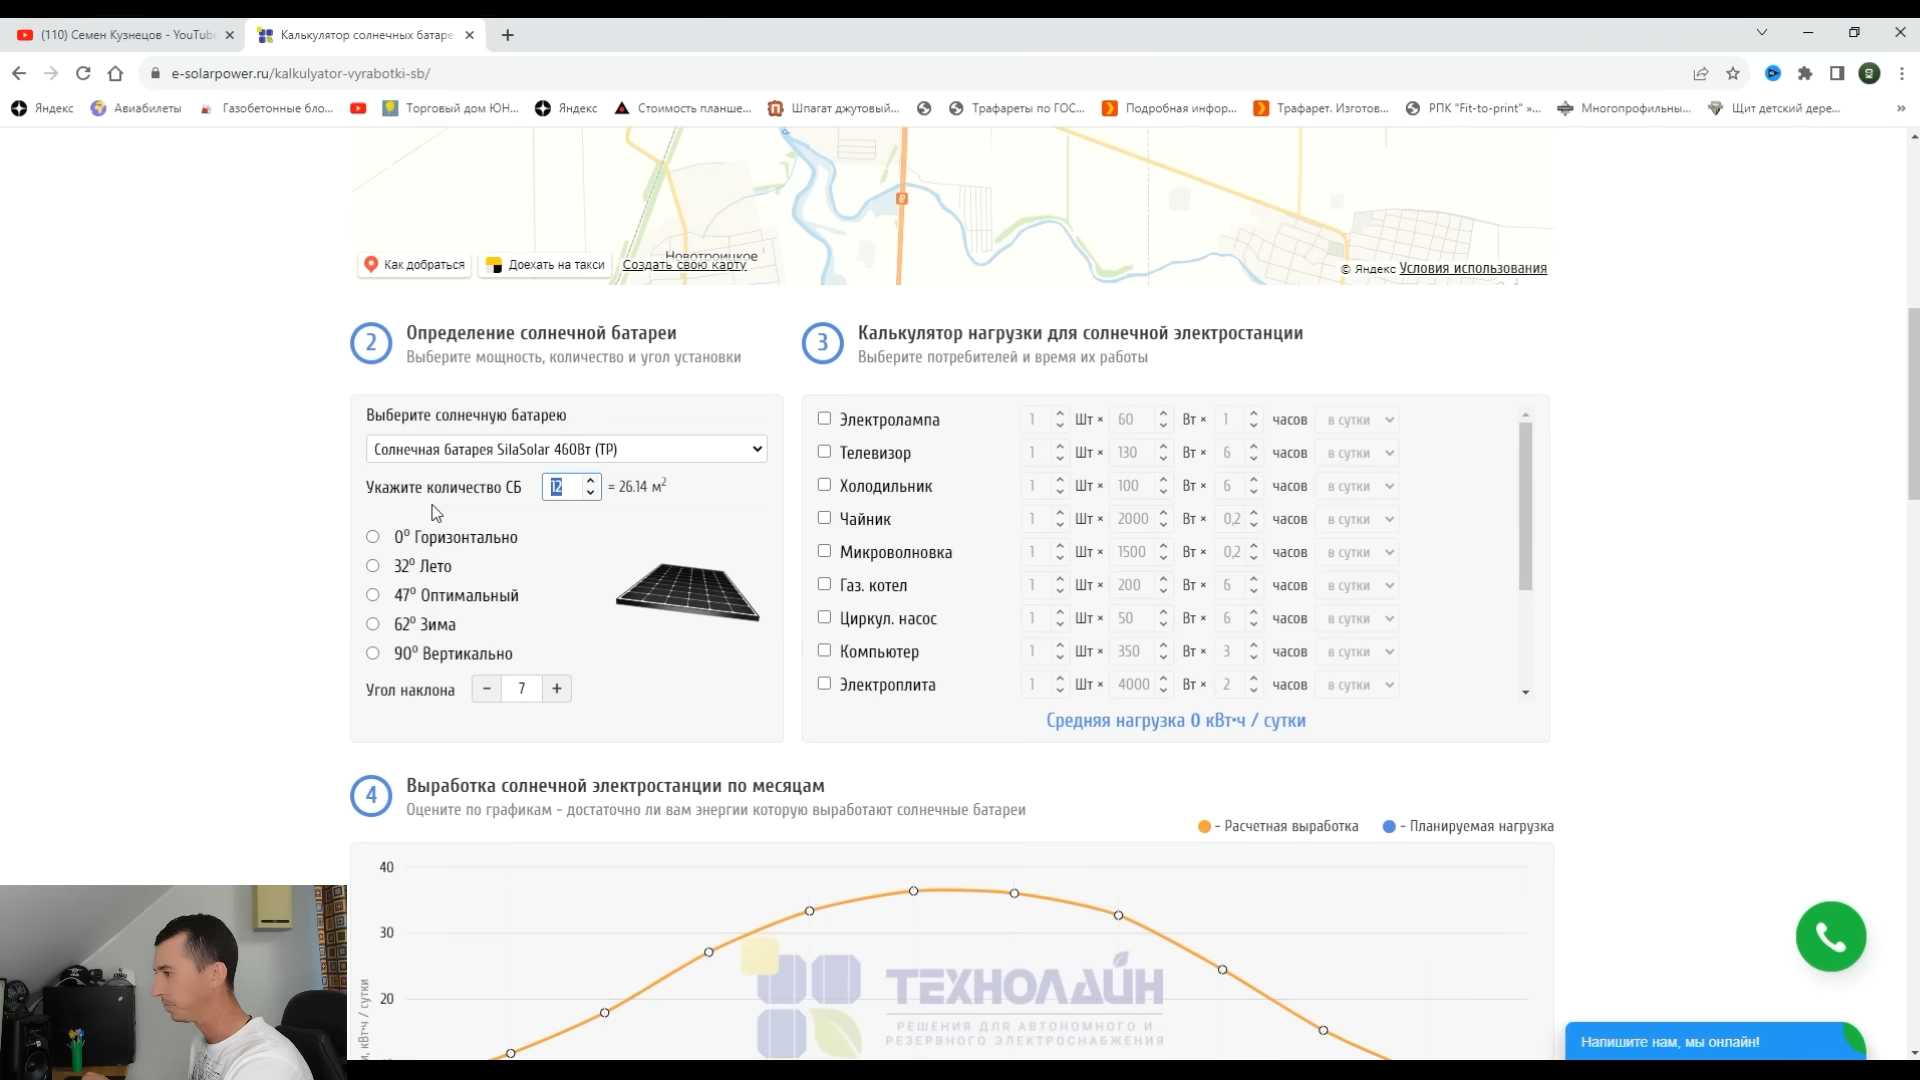 (110) Семен Кузнецов - YouTub
Калькулятор солнечных батаре
e-solarpower.ru/kalkulyator-vyrabotki-sb/
Яндекс
Авиабилеты
Газобетонные бло...
Торговый дом ЮН...
Яндекс
Стоимость планше...
Шпагат джутовый...
Трафареты по ГОС...
Подробная инфор...
Трафарет. Изготов...
РПК "Fit-to-print" »...
Многопрофильны...
Щит детский дере...
»
Новотроицкое
Как добраться
Доехать на такси
Создать свою карту
© Яндекс Условия использования
2
Определение солнечной батареи
Выберите мощность, количество и угол установки
3
Калькулятор нагрузки для солнечной электростанции
Выберите потребителей и время их работы
Выберите солнечную батарею
Солнечная батарея SilaSolar 460Вт (TP)
Укажите количество СБ 12 = 26.14 м²
0º Горизонтально
32º Лето
47º Оптимальный
62º Зима
90º Вертикально
Угол наклона - 7 +
Электролампа 1 Шт × 60 Вт × 1 часов в сутки
Телевизор 1 Шт × 130 Вт × 6 часов в сутки
Холодильник 1 Шт × 100 Вт × 6 часов в сутки
Чайник 1 Шт × 2000 Вт × 0,2 часов в сутки
Микроволновка 1 Шт × 1500 Вт × 0,2 часов в сутки
Газ. котел 1 Шт × 200 Вт × 6 часов в сутки
Циркул. насос 1 Шт × 50 Вт × 6 часов в сутки
Компьютер 1 Шт × 350 Вт × 3 часов в сутки
Электроплита 1 Шт × 4000 Вт × 2 часов в сутки
Средняя нагрузка 0 кВт·ч / сутки
4
Выработка солнечной электростанции по месяцам
Оцените по графикам - достаточно ли вам энергии которую выработают солнечные батареи
- Расчетная выработка
- Планируемая нагрузка
40
30
20
кВт·ч / сутки
ТЕХНОЛАЙН
РЕШЕНИЯ ДЛЯ АВТОНОМНОГО И
РЕЗЕРВНОГО ЭЛЕКТРОСНАБЖЕНИЯ
Напишите нам, мы онлайн!